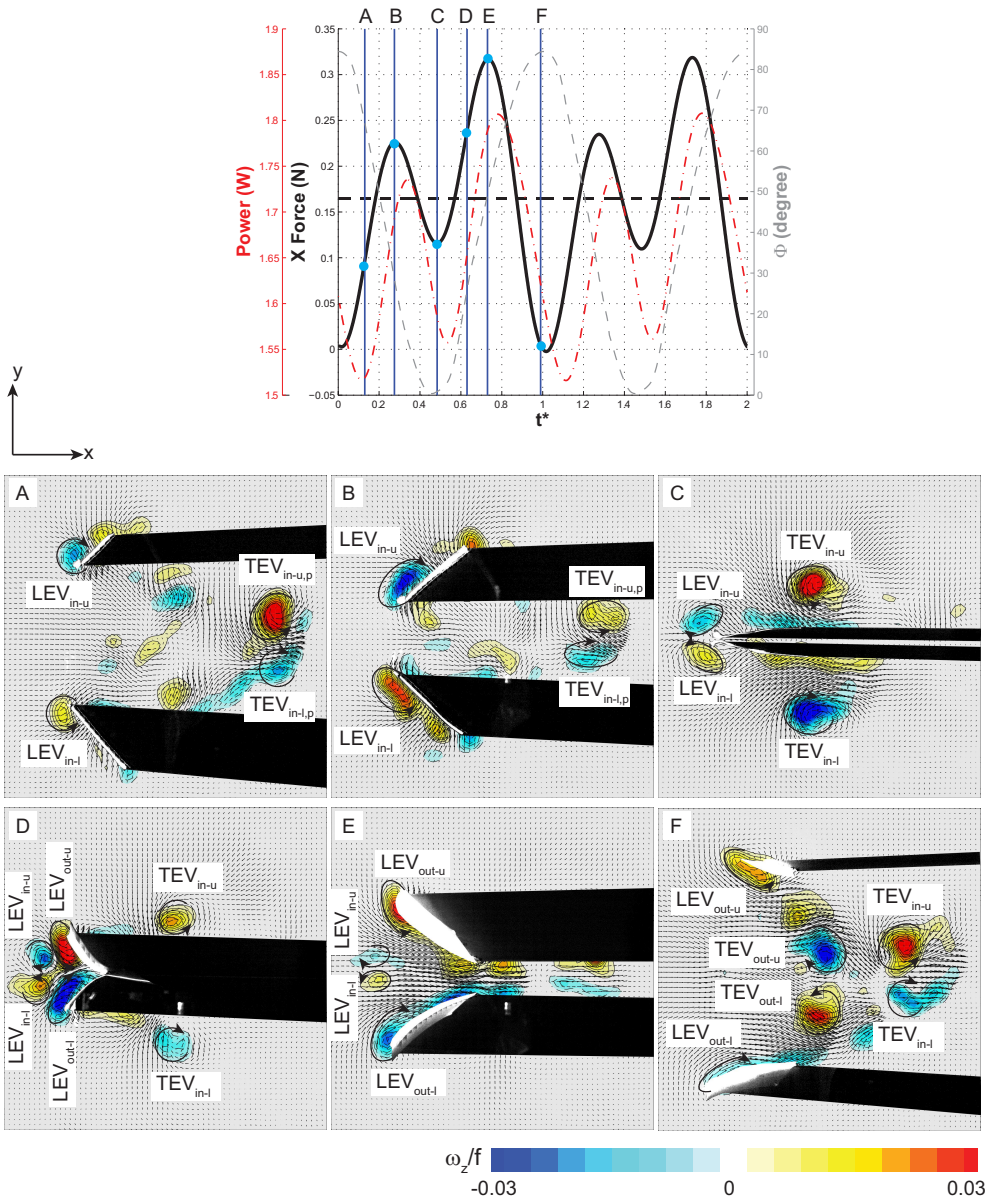 A B C D E F
0.35
0.3
0.25
0.2
0.15
0.1
0.05
0
−0.05
1.9
1.85
1.8
1.75
1.7
1.65
1.6
1.55
1.5
90
80
70
60
50
40
30
20
10
0
Power (W)
X Force (N)
Φ (degree)
0 0.2 0.4 0.6 0.8 1 1.2 1.4 1.6 1.8 2
t*
y
x
A
LEVin-u
TEVin-u,p
LEVin-l
TEVin-l,p
B
LEVin-u
TEVin-u,p
LEVin-l
TEVin-l,p
C
TEVin-u
LEVin-u
LEVin-l
TEVin-l
D
LEVin-u
LEVout-u
TEVin-u
LEVin-l
LEVout-l
TEVin-l
E
LEVout-u
LEVin-u
LEVin-l
LEVout-l
F
LEVout-u
TEVin-u
TEVout-u
TEVout-l
LEVout-l
TEVin-l
ωz/f
-0.03 0 0.03